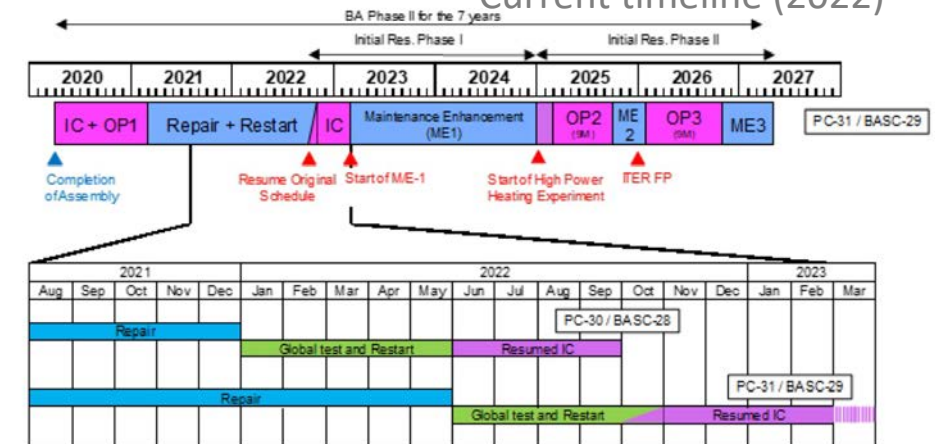 Current timeline (2022)
BA Phase II for the 7 years
Initial Res. Phase I
Initial Res. Phase II
2020 2021 2022 2023 2024 2025 2026 2027
IC + OP1
Repair + Restart
IC
Maintenance Enhancement
(ME1)
OP2
(9M)
ME
2
OP3
(9M)
ME3
PC-31 / BASC-29
Completion
of Assembly
Resume Original
Schedule
Start of M/E-1
Start of High Power
Heating Experiment
ITER FP
2021 2022 2023
Aug Sep Oct Nov Dec Jan Feb Mar Apr May Jun Jul Aug Sep Oct Nov Dec Jan Feb Mar
Repair
PC-30 / BASC-28
Global test and Restart
Resumed IC
PC-31 / BASC-29
Repair
Global test and Restart
Resumed IC